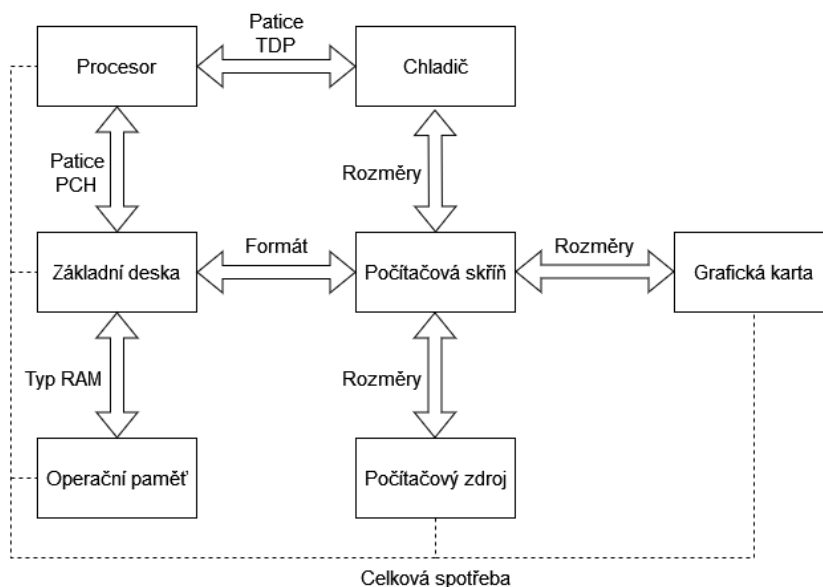 Patice
TDP
Procesor
Chladič
Patice
PCH
Rozměry
Základní deska
Formát
Počítačová skříň
Rozměry
Grafická karta
Typ RAM
Rozměry
Operační paměť
Počítačový zdroj
Celková spotřeba